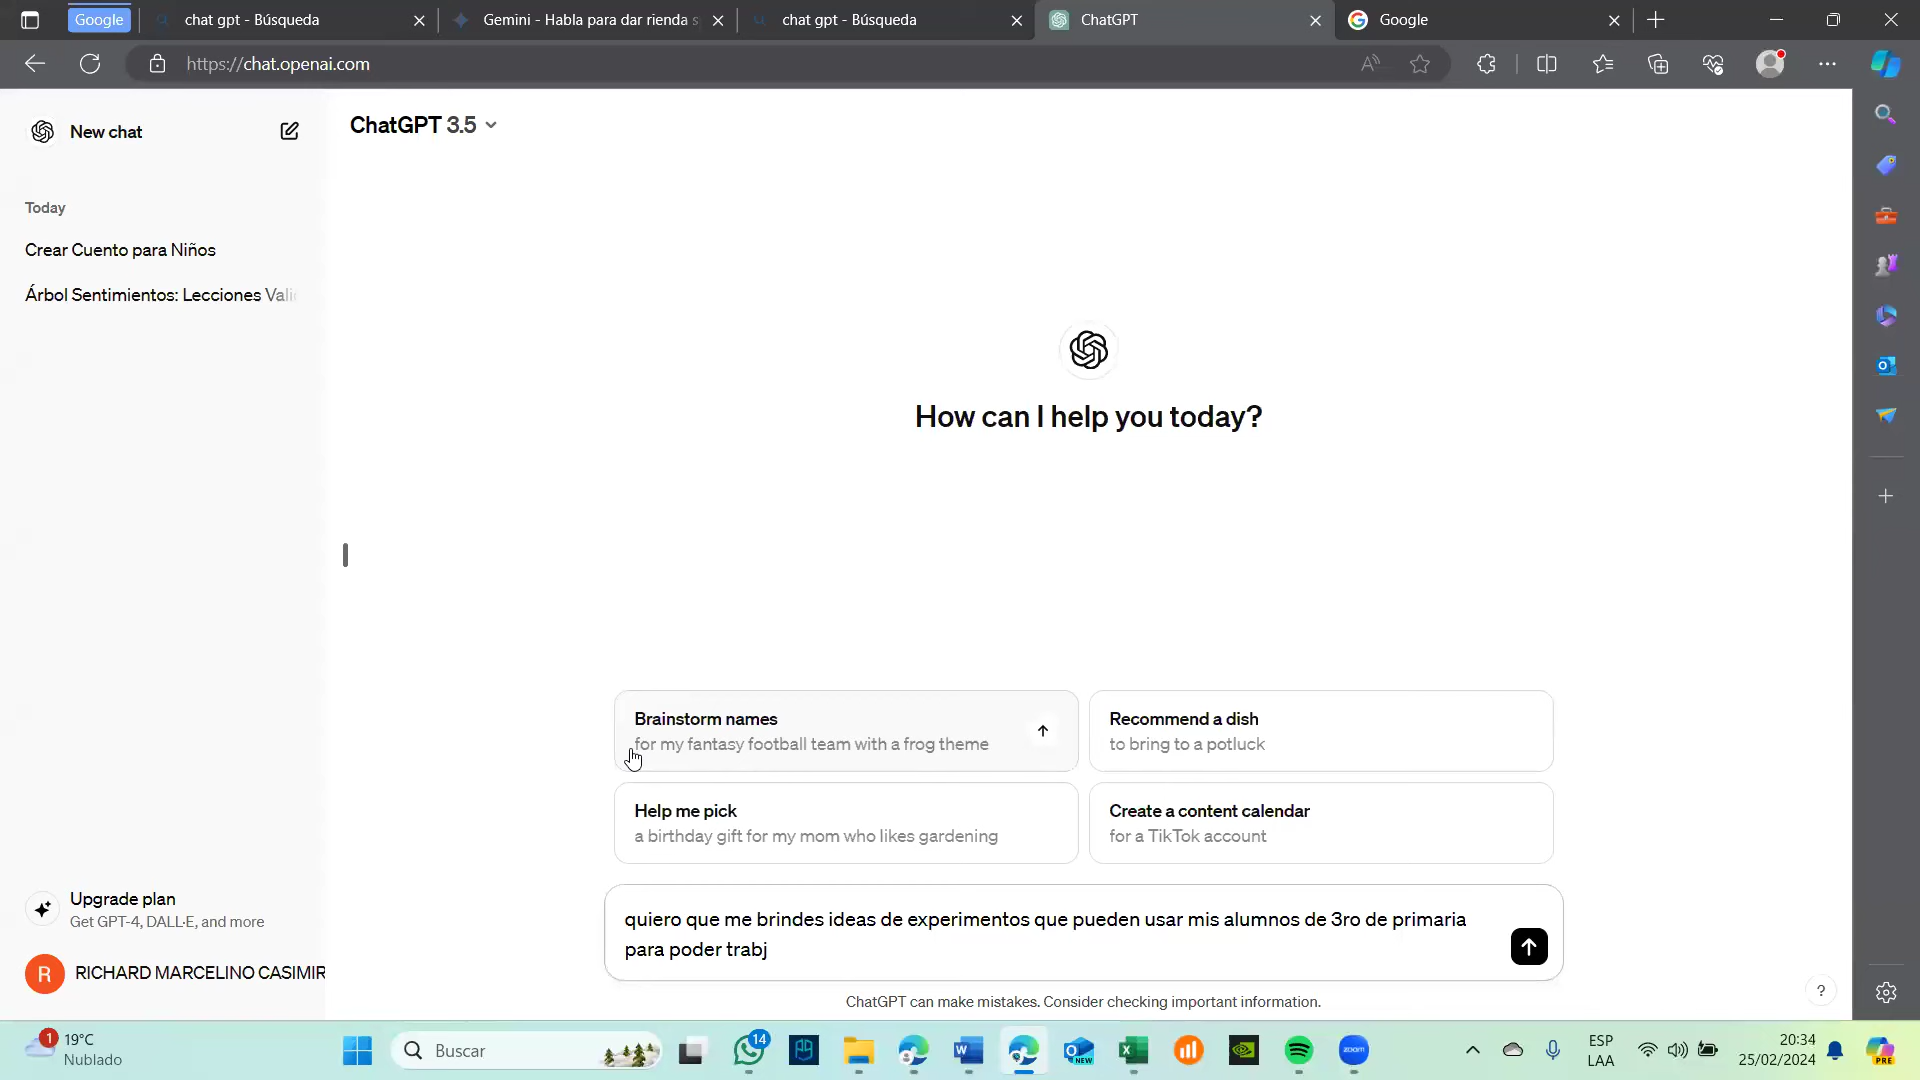 Google
chat gpt - Búsqueda
Gemini - Habla para dar rienda s
chat gpt - Búsqueda
ChatGPT
Google
https://chat.openai.com
New chat
ChatGPT 3.5
Today
Crear Cuento para Niños
Árbol Sentimientos: Lecciones Vali
How can I help you today?
Brainstorm names
for my fantasy football team with a frog theme
Recommend a dish
to bring to a potluck
Help me pick
a birthday gift for my mom who likes gardening
Create a content calendar
for a TikTok account
Upgrade plan
Get GPT-4, DALL·E, and more
quiero que me brindes ideas de experimentos que pueden usar mis alumnos de 3ro de primaria
para poder trabj
R
RICHARD MARCELINO CASIMIR
ChatGPT can make mistakes. Consider checking important information.
?
1
19°C
Nublado
Buscar
14
NEW
zoom
ESP
LAA
20:34
25/02/2024
PRE